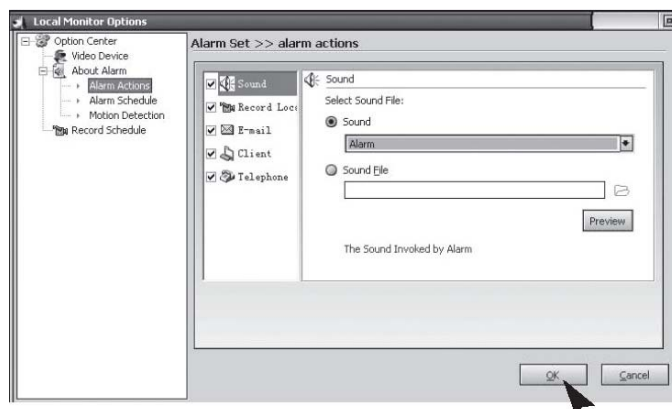 Local Monitor Options
Option Center
Video Device
About Alarm
Alarm Actions
Alarm Schedule
Motion Detection
Record Schedule
Alarm Set >> alarm actions
Sound
Record Loc
E-mail
Client
Telephone
Sound
Select Sound File:
Sound
Alarm
Sound File
Preview
The Sound Invoked by Alarm
OK
Cancel